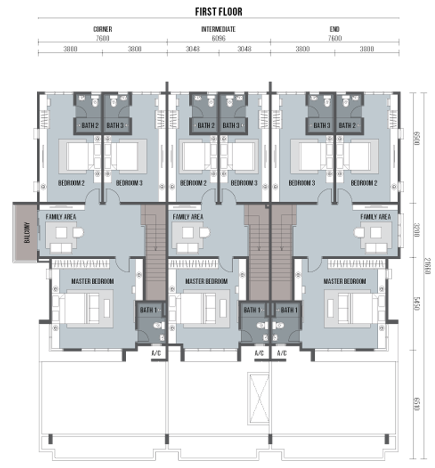 FIRST FLOOR
CORNER INTERMEDIATE END
7600 6096 7600
3800 3808 3048 3048 3800 3800
BATH 2 BATH 3 BATH 2 BATH 3 BATH 3 BATH 2
6500
BEDROOM 2 BEDROOM 3 BEDROOM 2 BEDROOM 3 BEDROOM 3 BEDROOM 2
FAMILY AREA FAMILY AREA FAMILY AREA
BALCONY
3200
MASTER BEDROOM MASTER BEDROOM MASTER BEDROOM
5450
BATH 1 BATH 1 BATH 1
A/C A/C A/C